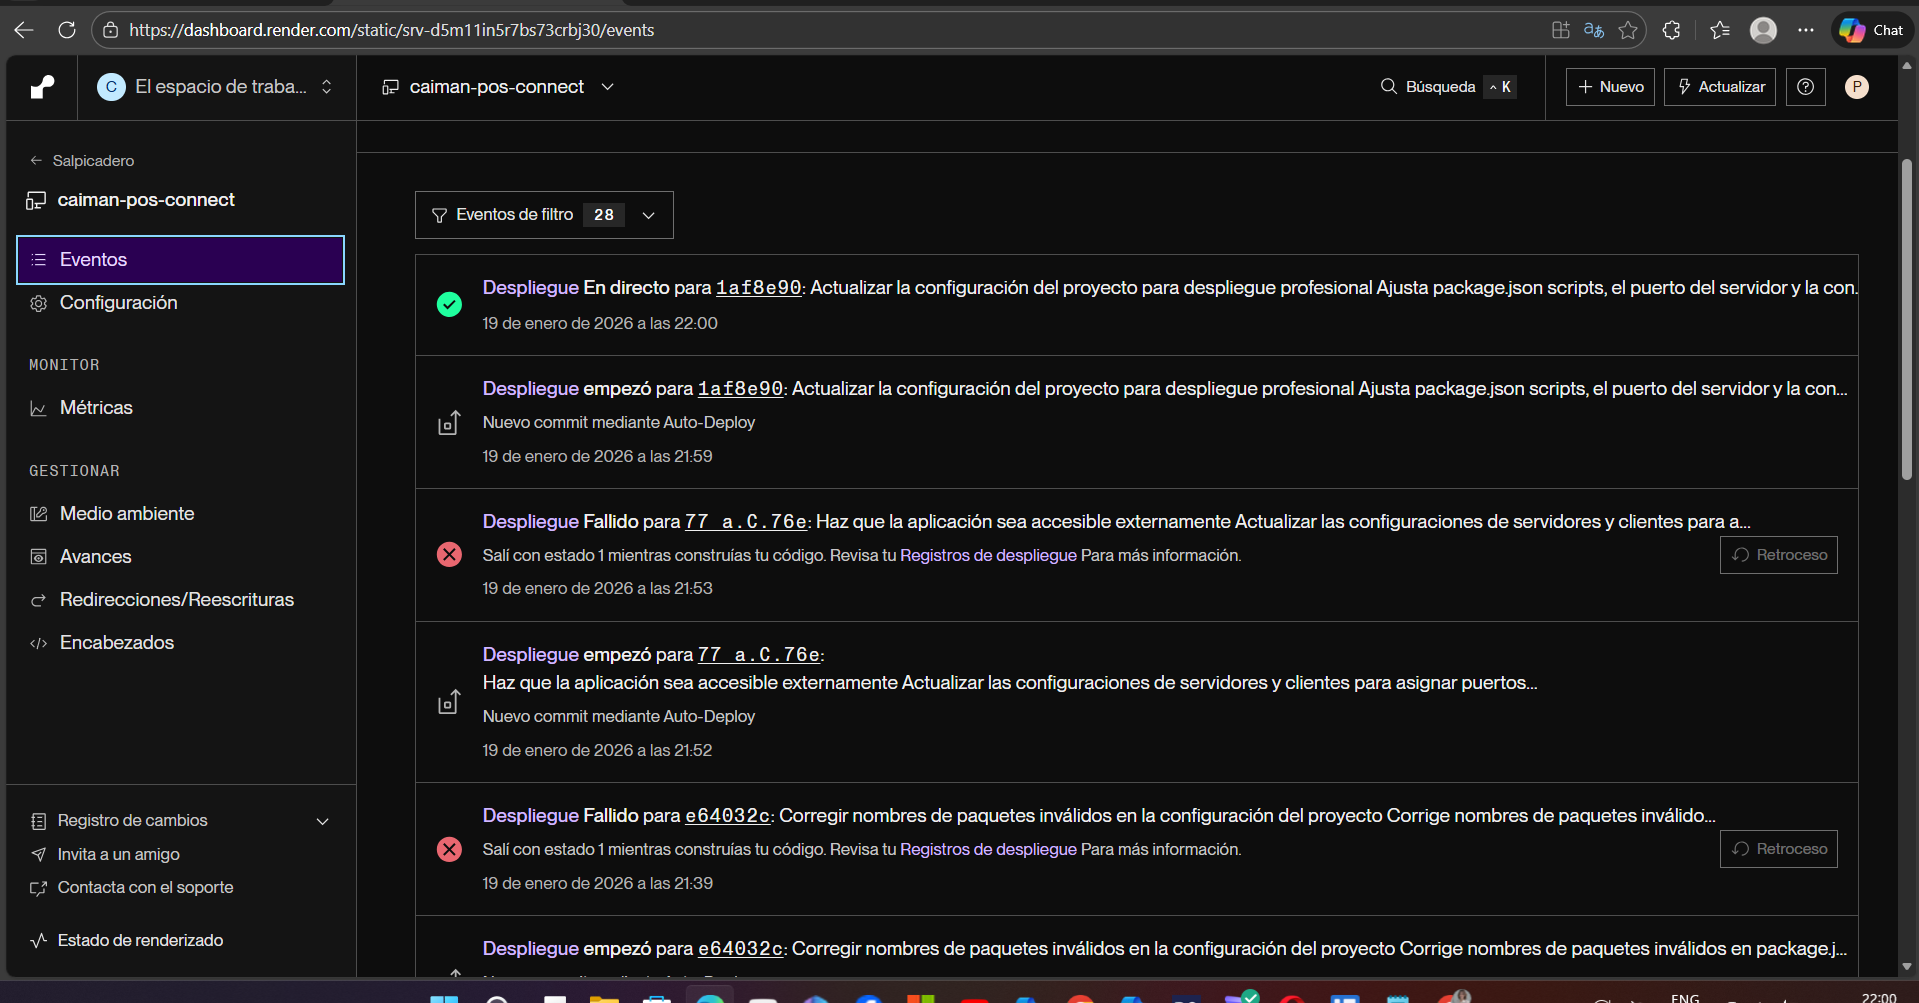 https://dashboard.render.com/static/srv-d5m11in5r7bs73crbj30/events
Chat
C El espacio de traba...
caiman-pos-connect
Búsqueda
^ K
+ Nuevo
Actualizar
P
← Salpicadero
caiman-pos-connect
Eventos
Configuración
MONITOR
Métricas
GESTIONAR
Medio ambiente
Avances
Redirecciones/Reescrituras
Encabezados
Registro de cambios
Invita a un amigo
Contacta con el soporte
Estado de renderizado
Eventos de filtro 28
Despliegue En directo para 1af8e90: Actualizar la configuración del proyecto para despliegue profesional Ajusta package.json scripts, el puerto del servidor y la con.
19 de enero de 2026 a las 22:00
Despliegue empezó para 1af8e90: Actualizar la configuración del proyecto para despliegue profesional Ajusta package.json scripts, el puerto del servidor y la con...
Nuevo commit mediante Auto-Deploy
19 de enero de 2026 a las 21:59
Despliegue Fallido para 77 a.C.76e: Haz que la aplicación sea accesible externamente Actualizar las configuraciones de servidores y clientes para a...
Salí con estado 1 mientras construías tu código. Revisa tu Registros de despliegue Para más información.
Retroceso
19 de enero de 2026 a las 21:53
Despliegue empezó para 77 a.C.76e:
Haz que la aplicación sea accesible externamente Actualizar las configuraciones de servidores y clientes para asignar puertos...
Nuevo commit mediante Auto-Deploy
19 de enero de 2026 a las 21:52
Despliegue Fallido para e64032c: Corregir nombres de paquetes inválidos en la configuración del proyecto Corrige nombres de paquetes inválido...
Salí con estado 1 mientras construías tu código. Revisa tu Registros de despliegue Para más información.
Retroceso
19 de enero de 2026 a las 21:39
Despliegue empezó para e64032c: Corregir nombres de paquetes inválidos en la configuración del proyecto Corrige nombres de paquetes inválidos en package.j...
ENG
22:00